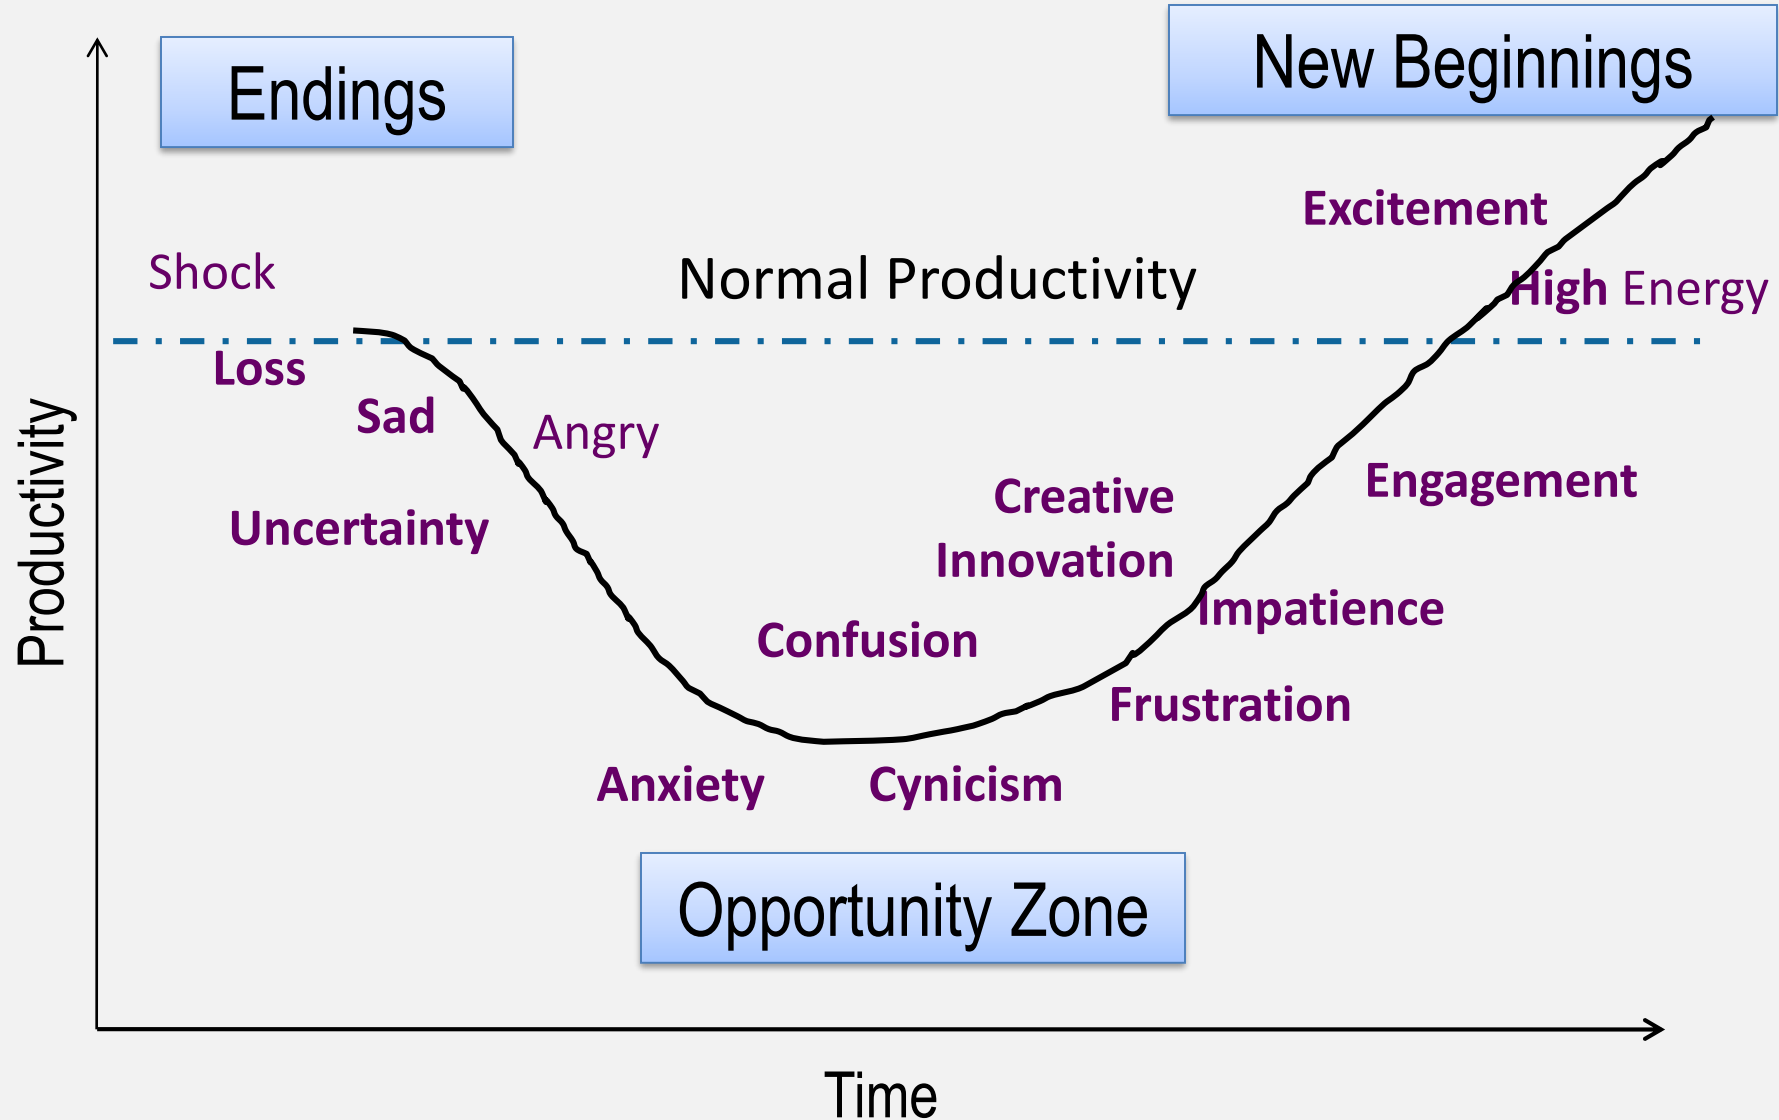 Endings
New Beginnings
Excitement
Shock
Normal Productivity
High Energy
Loss
Sad
Angry
Productivity
Creative
Innovation
Engagement
Uncertainty
Confusion
Impatience
Frustration
Anxiety
Cynicism
Opportunity Zone
Time